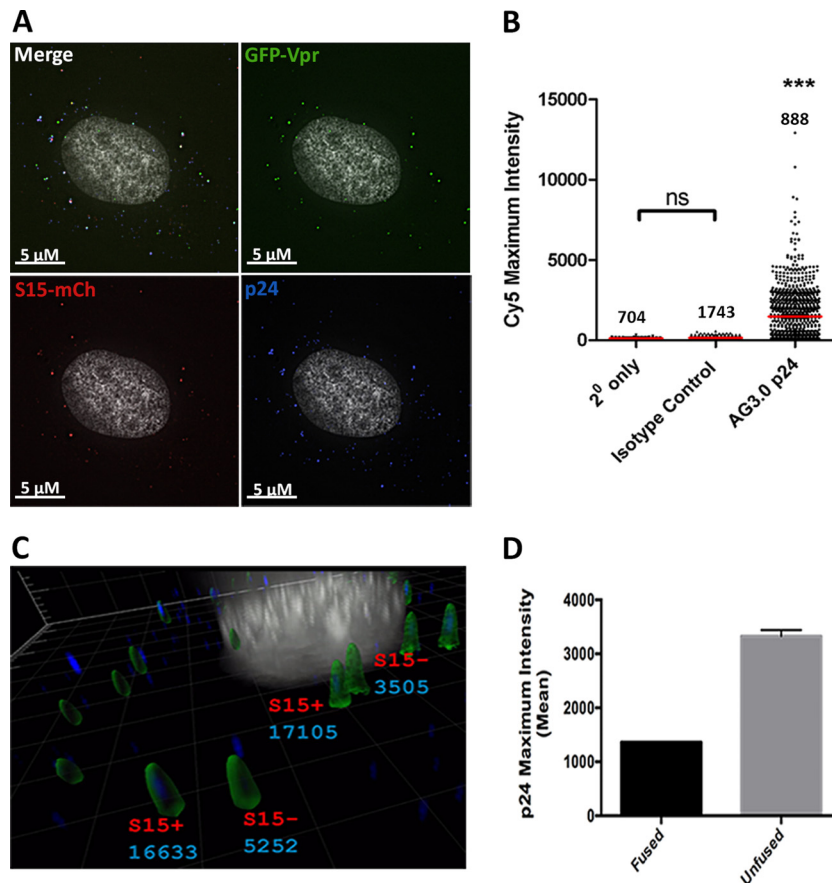 A
Merge
5 µM
GFP-Vpr
5 µM
S15-mCh
5 µM
p24
5 µM
B
Cy5 Maximum Intensity
15000
10000
5000
0
***
888
ns
704
1743
2⁰ only
Isotype Control
AG3.0 p24
C
S15-
3505
S15+
17105
S15+
16633
S15-
5252
D
p24 Maximum Intensity
(Mean)
4000
3000
2000
1000
0
Fused
Unfused